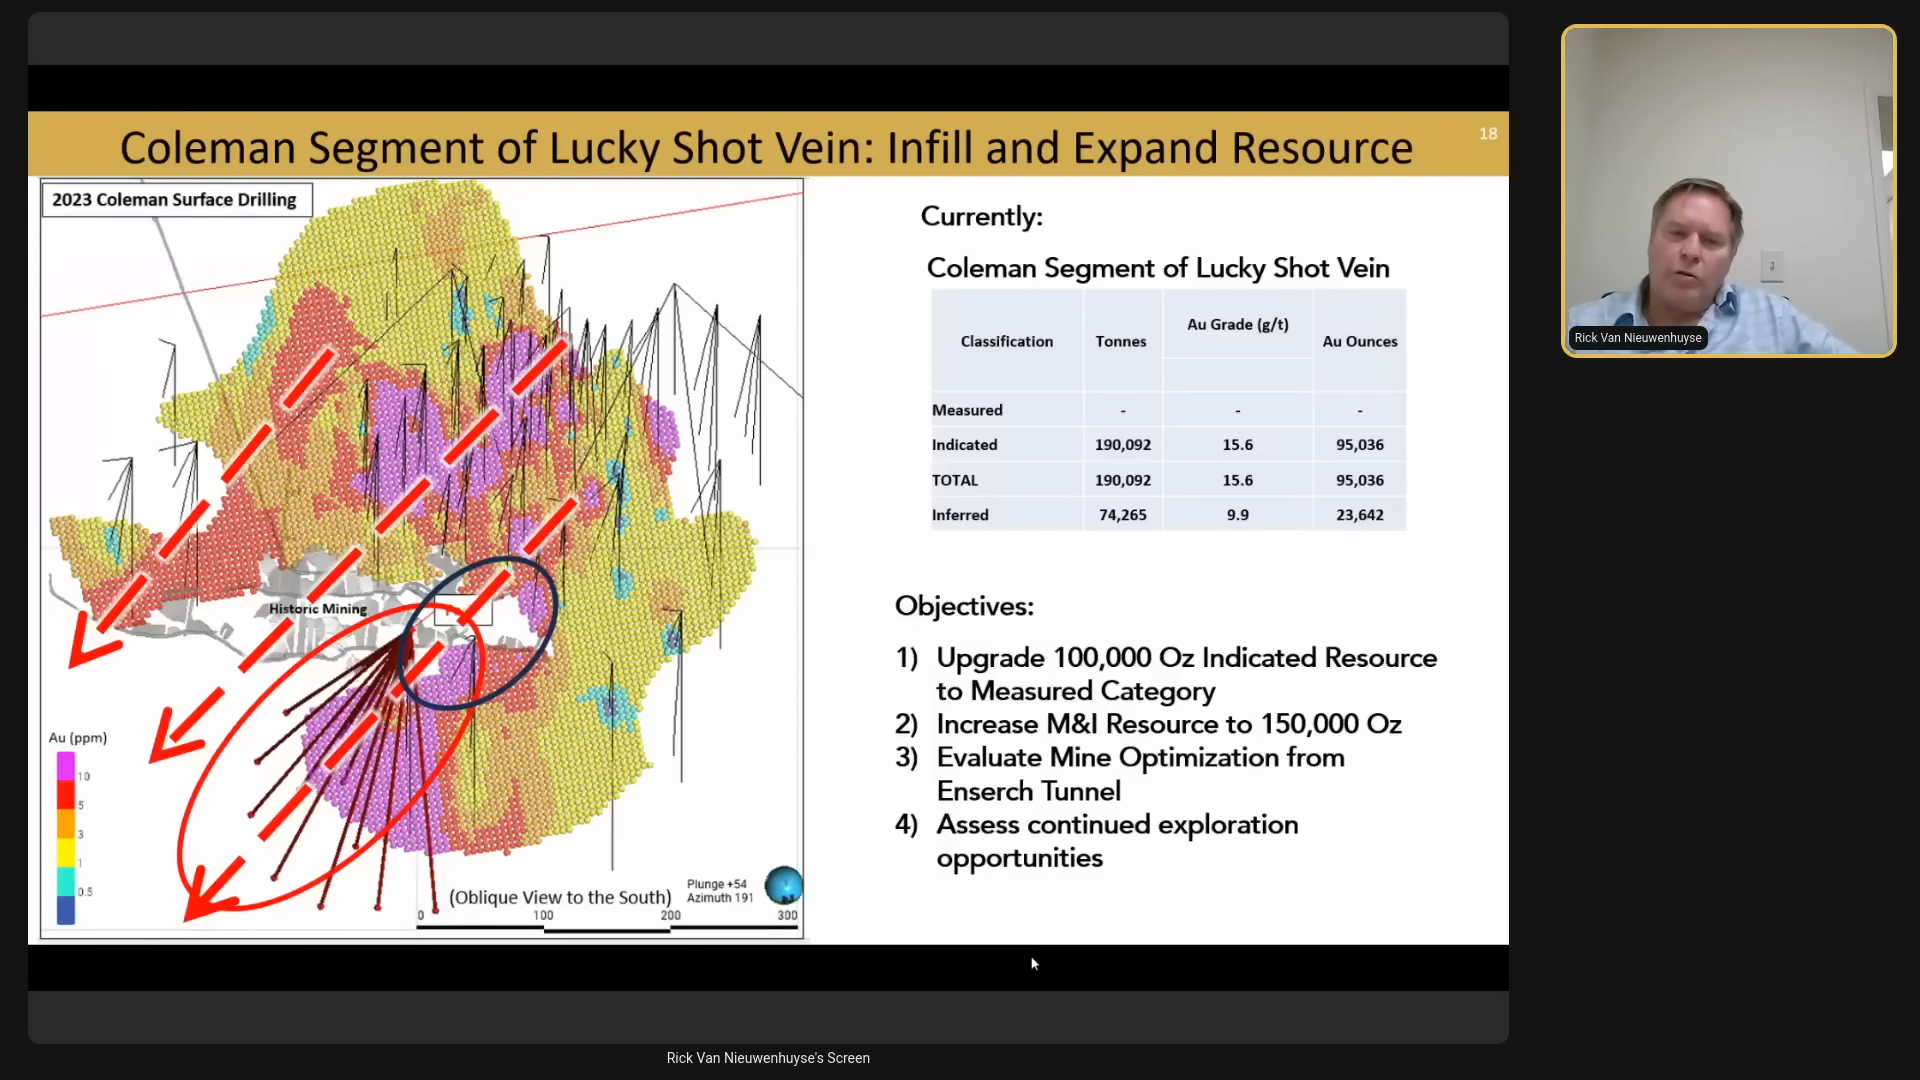 Coleman Segment of Lucky Shot Vein: Infill and Expand Resource
18
2023 Coleman Surface Drilling
Historic Mining
Au (ppm)
10
5
3
1
0.5
(Oblique View to the South)
Plunge +54
Azimuth 191
0
100
200
300
Currently:
Coleman Segment of Lucky Shot Vein
Classification Tonnes Au Grade (g/t) Au Ounces
Measured - - -
Indicated 190,092 15.6 95,036
TOTAL 190,092 15.6 95,036
Inferred 74,265 9.9 23,642
Objectives:
1) Upgrade 100,000 Oz Indicated Resource
to Measured Category
2) Increase M&I Resource to 150,000 Oz
3) Evaluate Mine Optimization from
Enserch Tunnel
4) Assess continued exploration
opportunities
Rick Van Nieuwenhuyse
Rick Van Nieuwenhuyse's Screen